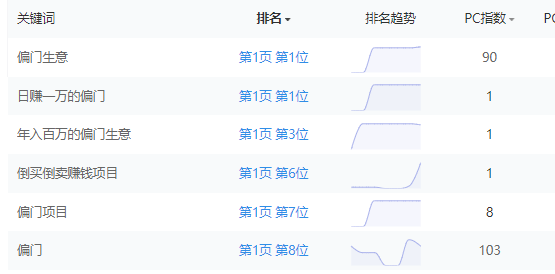 关键词 排名 排名趋势 PC指数 PC
偏门生意 第1页 第1位 90
日赚一万的偏门 第1页 第1位 1
年入百万的偏门生意 第1页 第3位 1
倒买倒卖赚钱项目 第1页 第6位 1
偏门项目 第1页 第7位 8
偏门 第1页 第8位 103